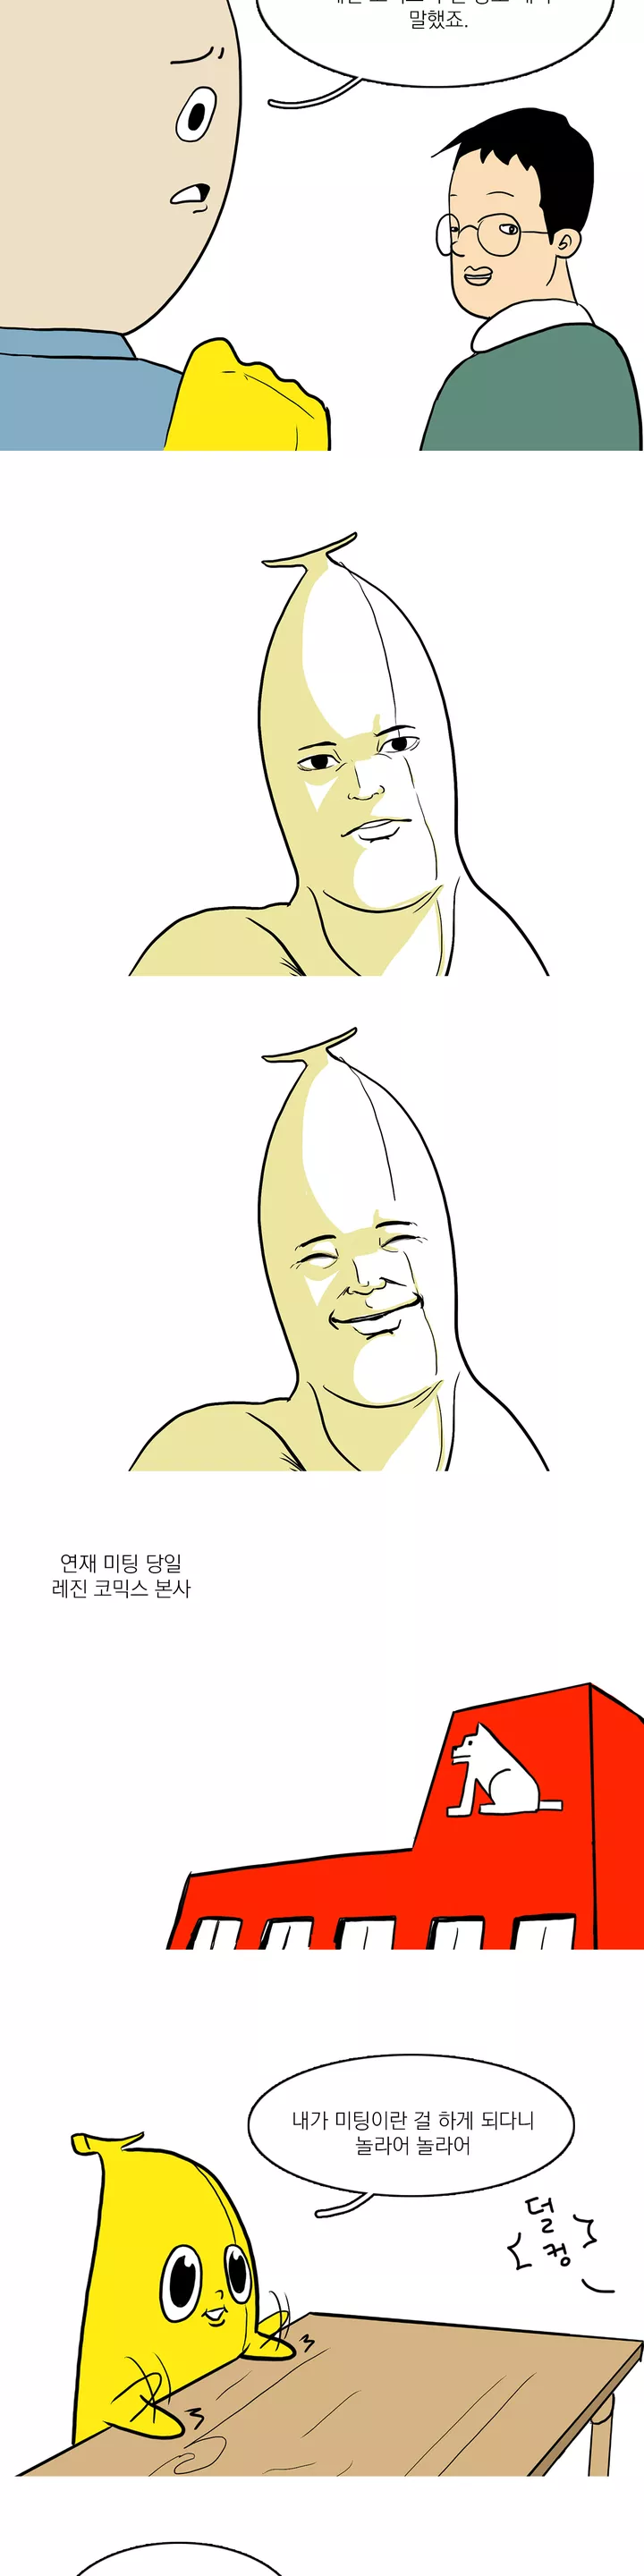 말했죠.
연재 미팅 당일
레진 코믹스 본사
내가 미팅이란 걸 하게 되다니
놀라어 놀라어
덜
컹